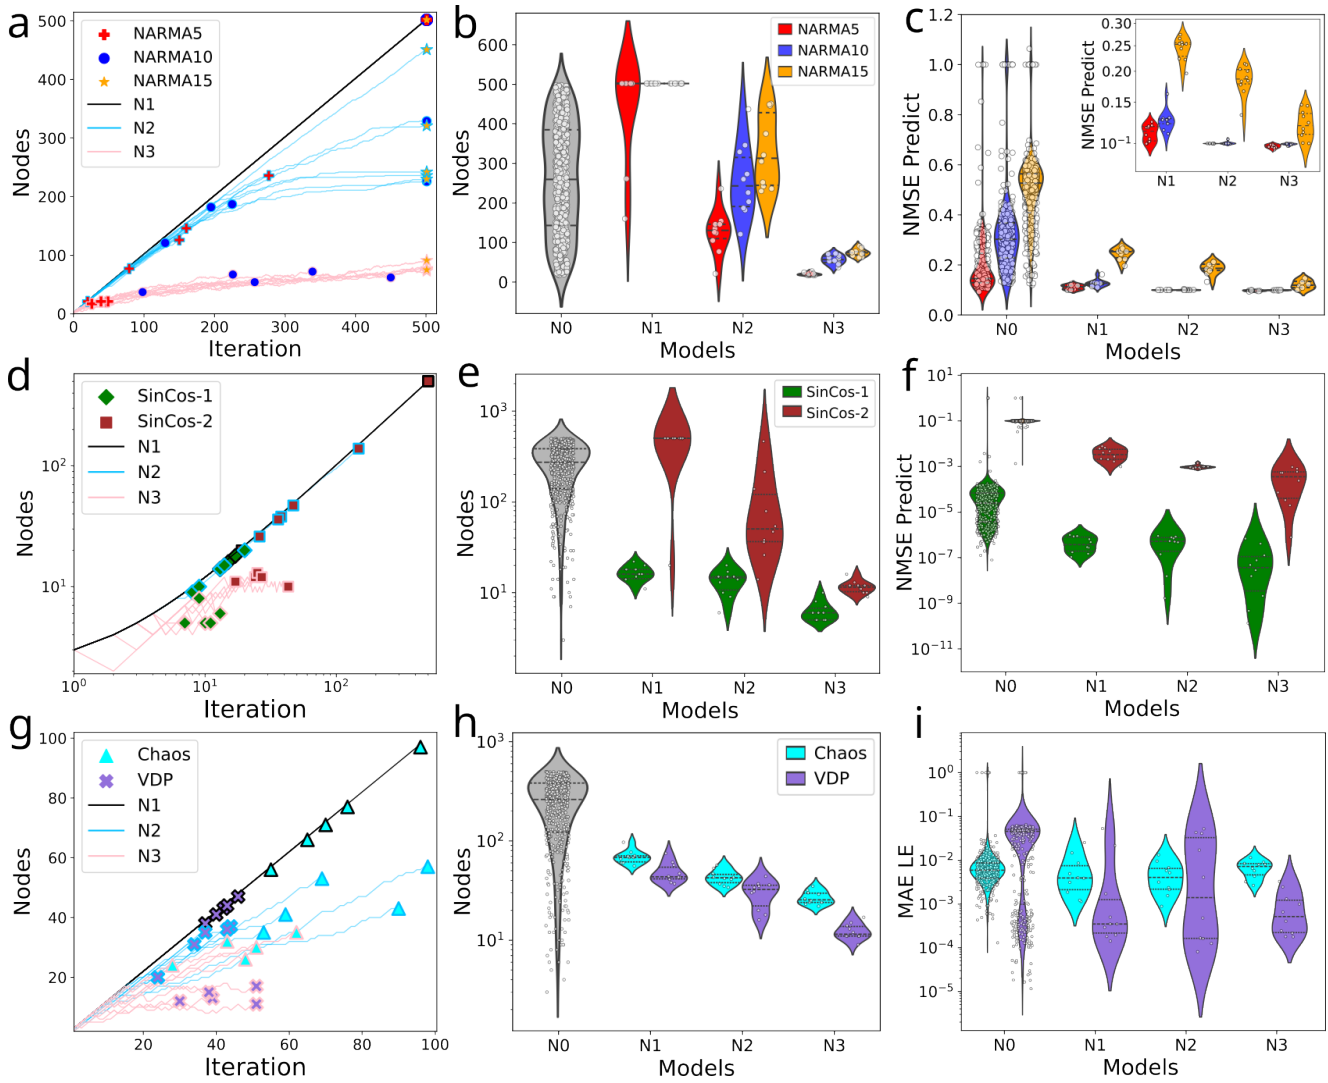 a
Nodes
500
400
300
200
100
0
NARMA5
NARMA10
NARMA15
N1
N2
N3
0 100 200 300 400 500
Iteration
b
Nodes
600
500
400
300
200
100
0
NARMA5
NARMA10
NARMA15
N0 N1 N2 N3
Models
c
NMSE Predict
1.2
1.0
0.8
0.6
0.4
0.2
0.0
NMSE Predict
0.30
0.20
0.15
10⁻¹
N1 N2 N3
N0 N1 N2 N3
Models
d
Nodes
10²
10¹
SinCos-1
SinCos-2
N1
N2
N3
10⁰ 10¹ 10²
Iteration
e
Nodes
10³
10²
10¹
SinCos-1
SinCos-2
N0 N1 N2 N3
Models
f
NMSE Predict
10¹
10⁻¹
10⁻³
10⁻⁵
10⁻⁷
10⁻⁹
10⁻¹¹
N0 N1 N2 N3
Models
g
Nodes
100
80
60
40
20
Chaos
VDP
N1
N2
N3
20 40 60 80 100
Iteration
h
Nodes
10³
10²
10¹
Chaos
VDP
N0 N1 N2 N3
Models
i
MAE LE
10⁰
10⁻¹
10⁻²
10⁻³
10⁻⁴
10⁻⁵
N0 N1 N2 N3
Models